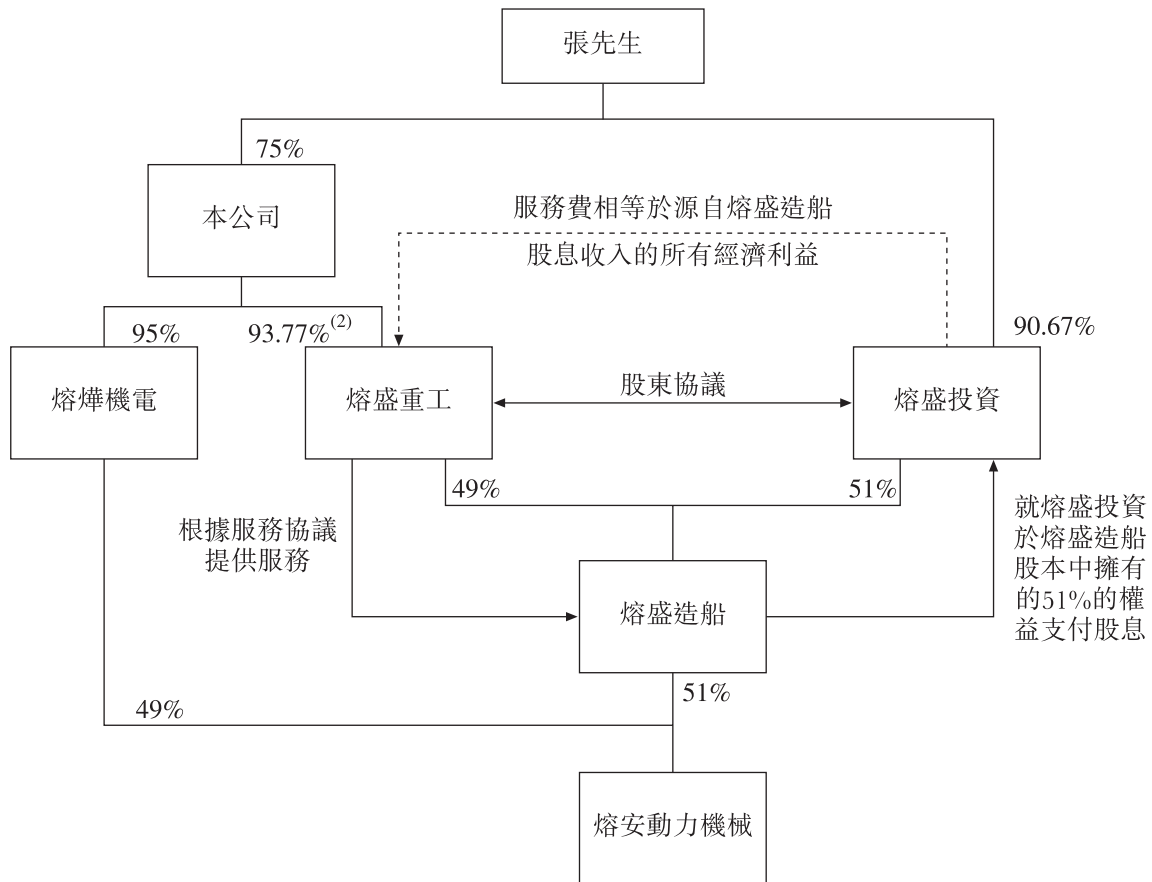 張先生
75%
本公司
服務費相等於源自熔盛造船
股息收入的所有經濟利益
95%
93.77%(2)
90.67%
熔燁機電
熔盛重工
股東協議
熔盛投資
49%
51%
根據服務協議
提供服務
就熔盛投資
於熔盛造船
股本中擁有
的51%的權
益支付股息
熔盛造船
51%
49%
熔安動力機械